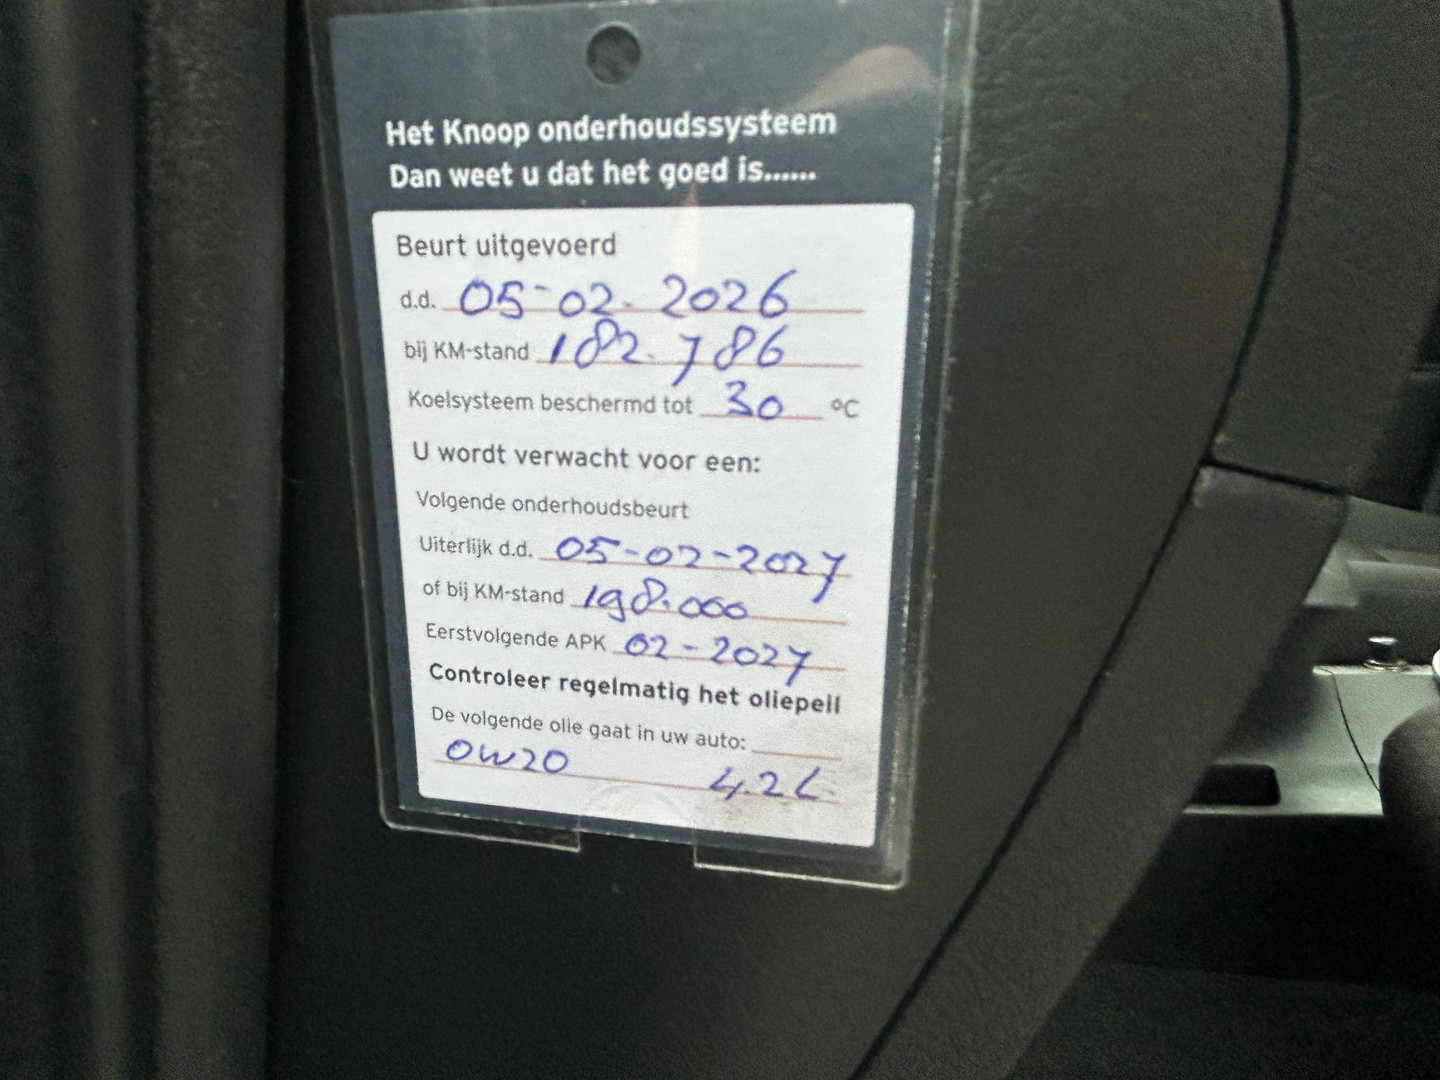 Het Knoop onderhoudssysteem
Dan weet u dat het goed is......
Beurt uitgevoerd
d.d. 05-02-2026
bij KM-stand 182.786
Koelsysteem beschermd tot 30 °C
U wordt verwacht voor een:
Volgende onderhoudsbeurt
Uiterlijk d.d. 05-02-2027
of bij KM-stand 198.000
Eerstvolgende APK 02-2027
Controleer regelmatig het oliepeil
De volgende olie gaat in uw auto:
0W20 4.2L